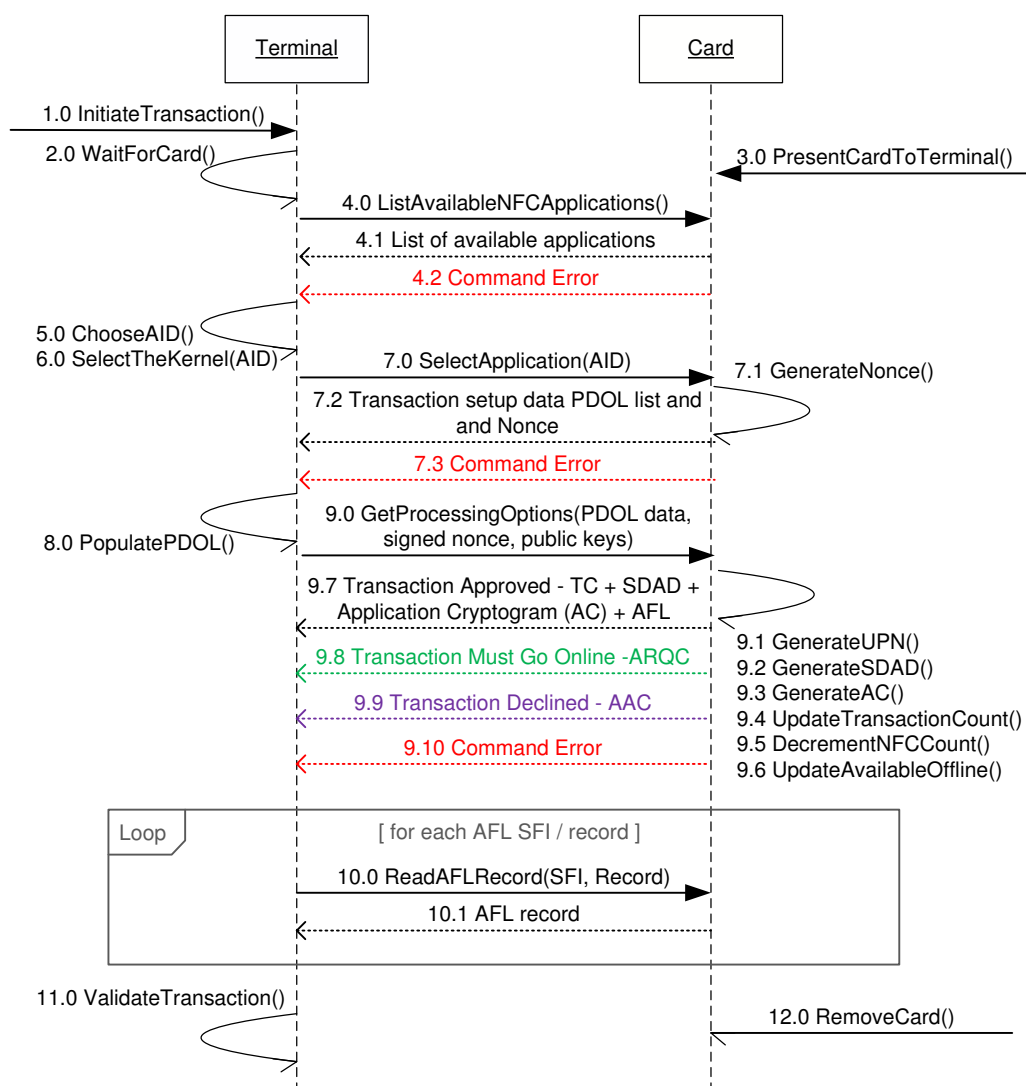 Terminal
Card
1.0 InitiateTransaction()
2.0 WaitForCard()
3.0 PresentCardToTerminal()
4.0 ListAvailableNFCApplications()
4.1 List of available applications
4.2 Command Error
5.0 ChooseAID()
6.0 SelectTheKernel(AID)
7.0 SelectApplication(AID)
7.1 GenerateNonce()
7.2 Transaction setup data PDOL list and
and Nonce
7.3 Command Error
8.0 PopulatePDOL()
9.0 GetProcessingOptions(PDOL data,
signed nonce, public keys)
9.7 Transaction Approved - TC + SDAD +
Application Cryptogram (AC) + AFL
9.8 Transaction Must Go Online -ARQC
9.9 Transaction Declined - AAC
9.10 Command Error
9.1 GenerateUPN()
9.2 GenerateSDAD()
9.3 GenerateAC()
9.4 UpdateTransactionCount()
9.5 DecrementNFCCount()
9.6 UpdateAvailableOffline()
Loop
[ for each AFL SFI / record ]
10.0 ReadAFLRecord(SFI, Record)
10.1 AFL record
11.0 ValidateTransaction()
12.0 RemoveCard()